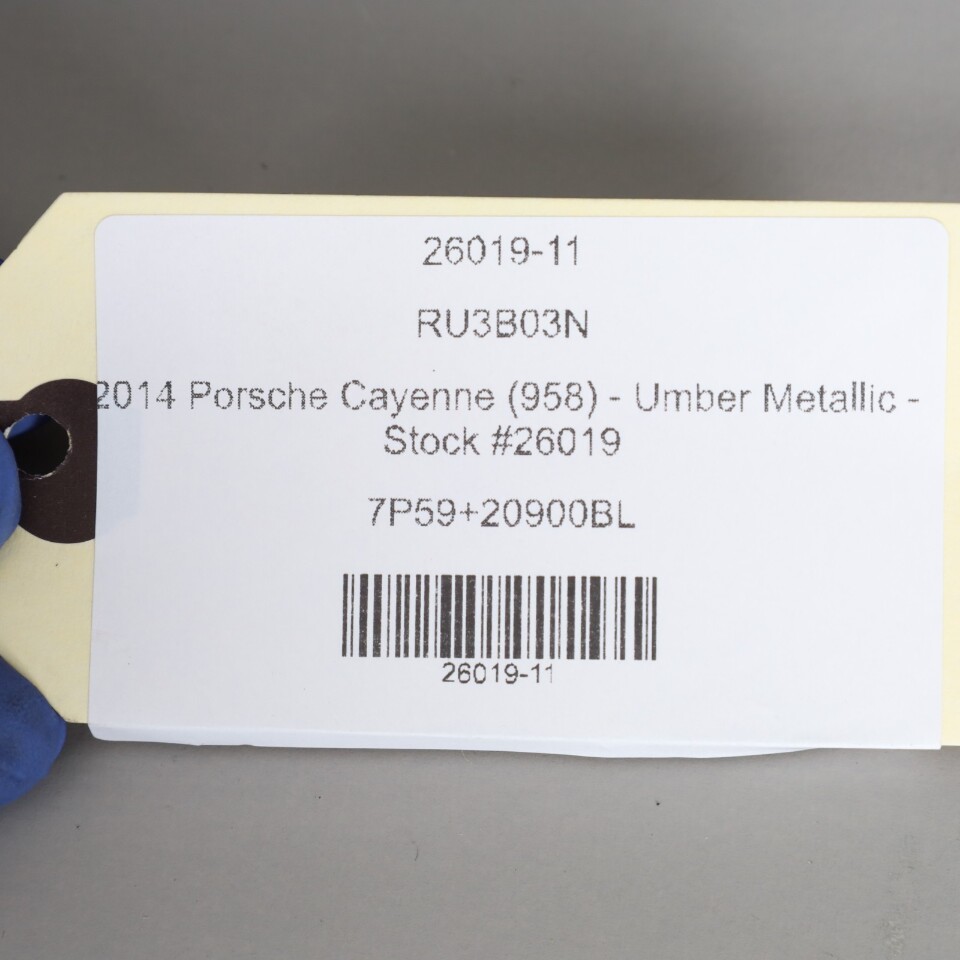 26019-11
RU3B03N
2014 Porsche Cayenne (958) - Umber Metallic -
Stock #26019
7P59+20900BL
26019-11